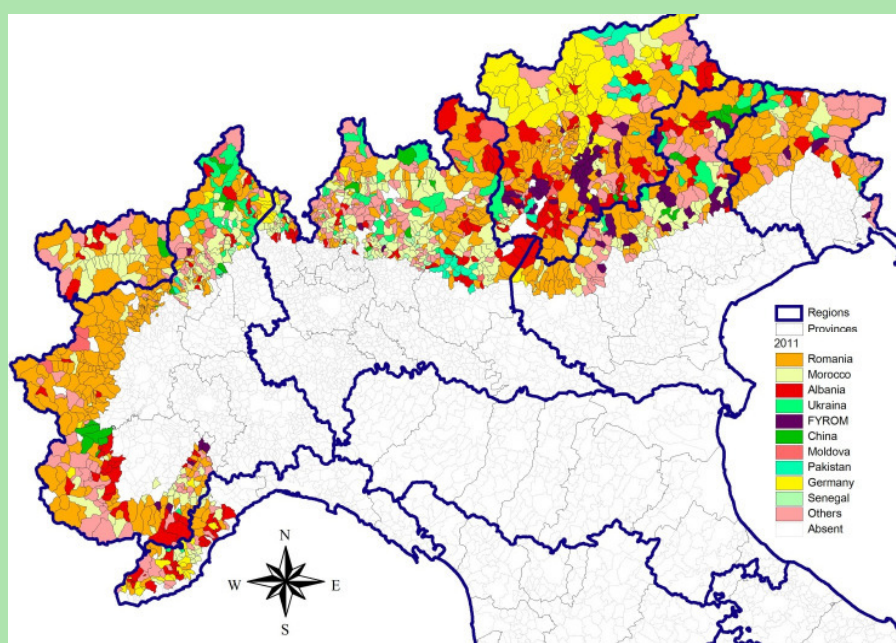 N
W E
S
Regions
Provinces
2011
Romania
Morocco
Albania
Ukraina
FYROM
China
Moldova
Pakistan
Germany
Senegal
Others
Absent